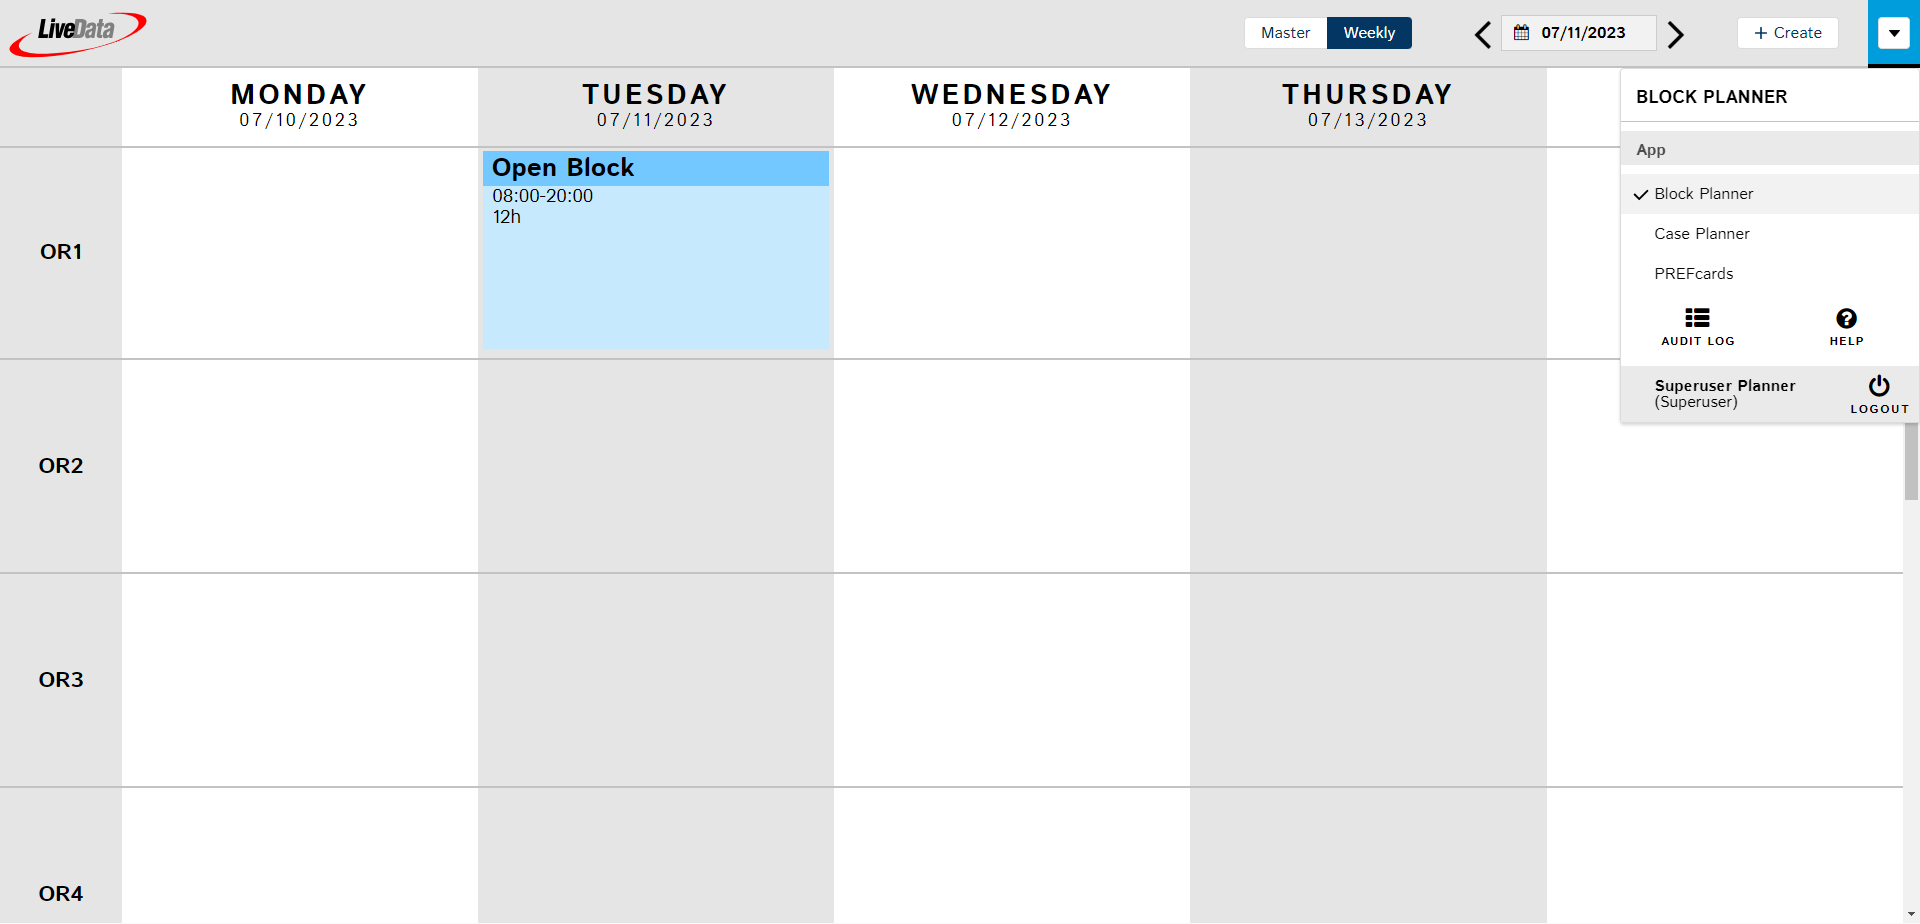 LiveData
Master
Weekly
07/11/2023
+ Create
MONDAY
07/10/2023
TUESDAY
07/11/2023
WEDNESDAY
07/12/2023
THURSDAY
07/13/2023
BLOCK PLANNER
App
Block Planner
Case Planner
PREFcards
AUDIT LOG
HELP
Superuser Planner
(Superuser)
LOGOUT
OR1
Open Block
08:00-20:00
12h
OR2
OR3
OR4